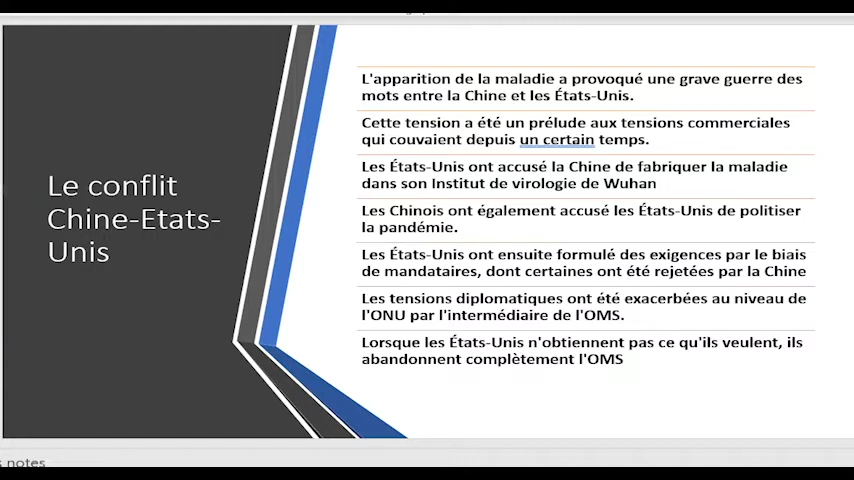 Le conflit
Chine-Etats-
Unis
L'apparition de la maladie a provoqué une grave guerre des
mots entre la Chine et les États-Unis.
Cette tension a été un prélude aux tensions commerciales
qui couvaient depuis un certain temps.
Les États-Unis ont accusé la Chine de fabriquer la maladie
dans son Institut de virologie de Wuhan
Les Chinois ont également accusé les États-Unis de politiser
la pandémie.
Les États-Unis ont ensuite formulé des exigences par le biais
de mandataires, dont certaines ont été rejetées par la Chine
Les tensions diplomatiques ont été exacerbées au niveau de
l'ONU par l'intermédiaire de l'OMS.
Lorsque les États-Unis n'obtiennent pas ce qu'ils veulent, ils
abandonnent complètement l'OMS
notes